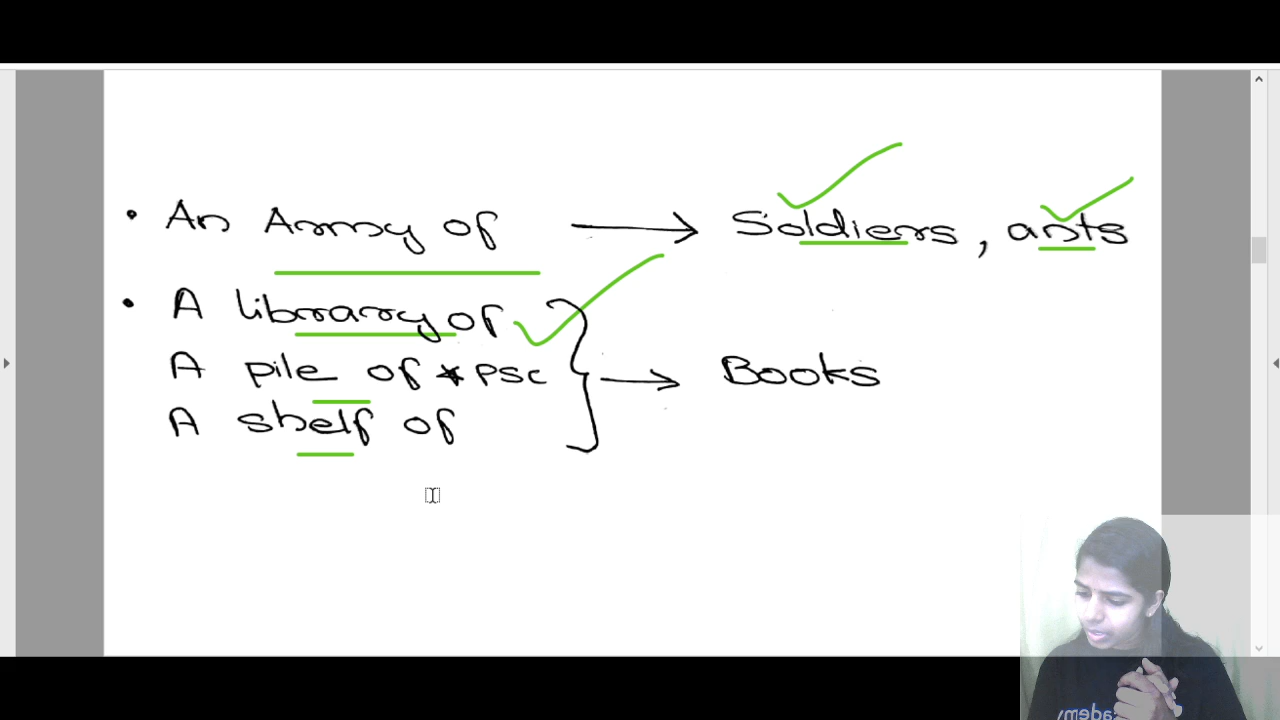 • An Army of → Soldiers, ants
• A library of
A pile of *PSC → Books
A shelf of